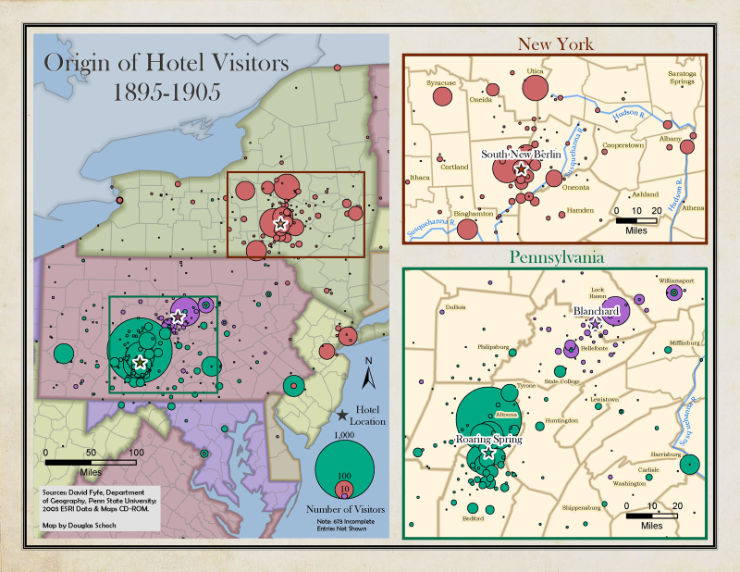 Origin of Hotel Visitors
1895-1905
N
Hotel
Location
1,000
100
10
Number of Visitors
Note: 673 Incomplete
Entries Not Shown
0 50 100
Miles
Sources: David Fyfe, Department
of Geography, Penn State University;
2003 ESRI Data & Maps CD-ROM.
Map by Douglas Schoch
New York
Syracuse
Utica
Saratoga
Springs
Oneida
Hudson R.
Albany
Cooperstown
South New Berlin
Susquehanna R.
Cortland
Ithaca
Oneonta
Ashland
Hudson R.
Athens
Hamden
Binghamton
Susquehanna R.
0 10 20
Miles
Pennsylvania
Williamsport
Lock
Haven
DuBois
Blanchard
Philipsburg
Bellefonte
Mifflinburg
State College
Tyrone
Lewistown
Altoona
Huntingdon
Susquehanna R.
Roaring Spring
Harrisburg
Carlisle
Washington
Shippensburg
Bedford
0 10 20
Miles